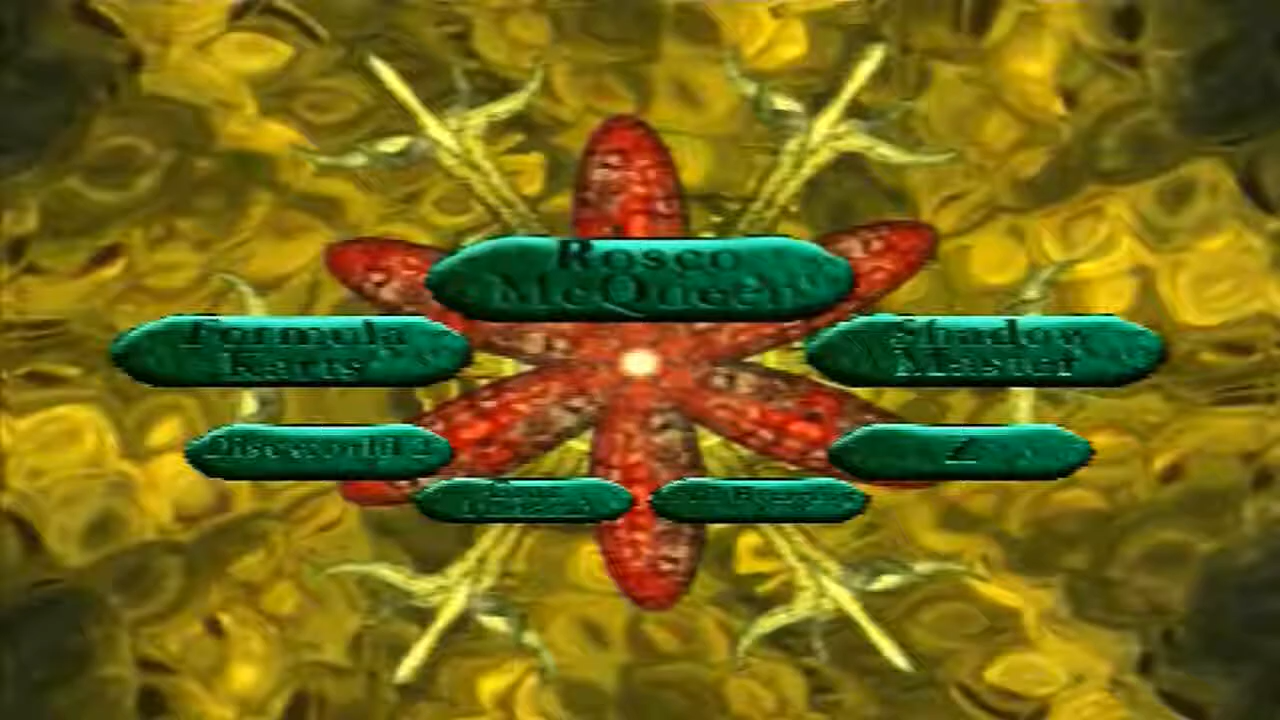 Rosco
McQueen
Formula
Karts
Shadow
Master
Discworld 2
Z